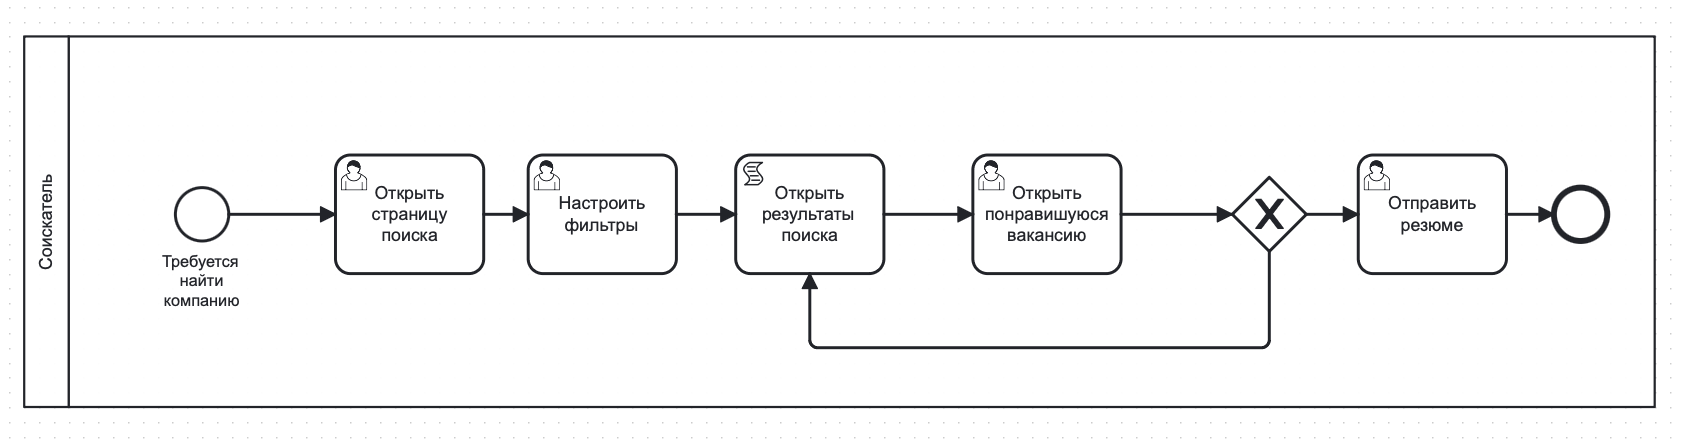 Соискатель
Требуется
найти
компанию
Открыть
страницу
поиска
Настроить
фильтры
Открыть
результаты
поиска
Открыть
понравишуюся
вакансию
X
Отправить
резюме